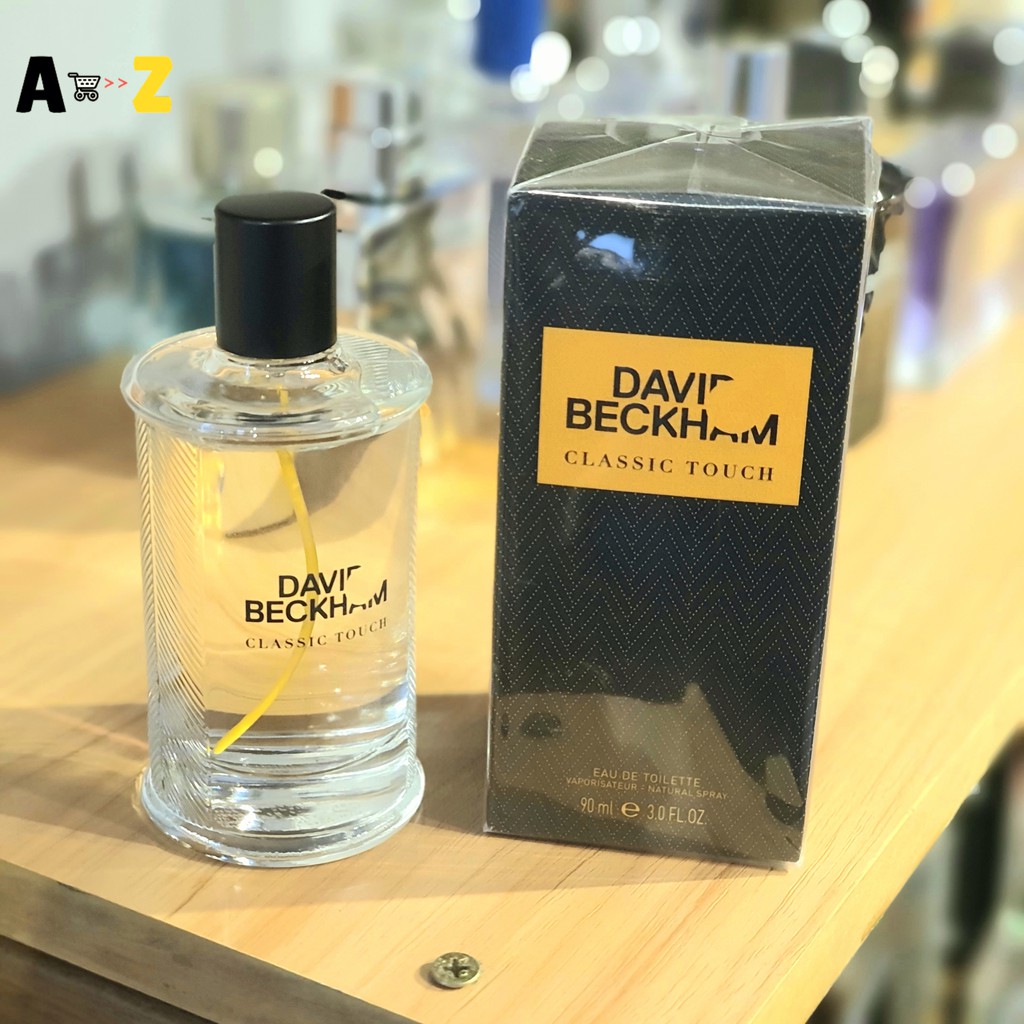 A >> Z
DAVID
BECKHAM
CLASSIC TOUCH
DAVID
BECKHAM
CLASSIC TOUCH
EAU DE TOILETTE
VAPORISATEUR : NATURAL SPRAY
90 ml ℮ 3.0 FL OZ.